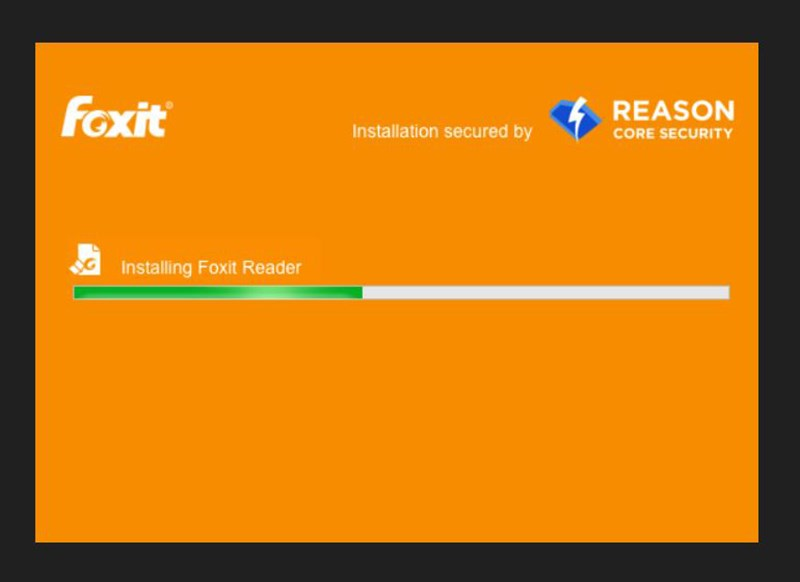 Foxit®
Installation secured by
REASON
CORE SECURITY
Installing Foxit Reader